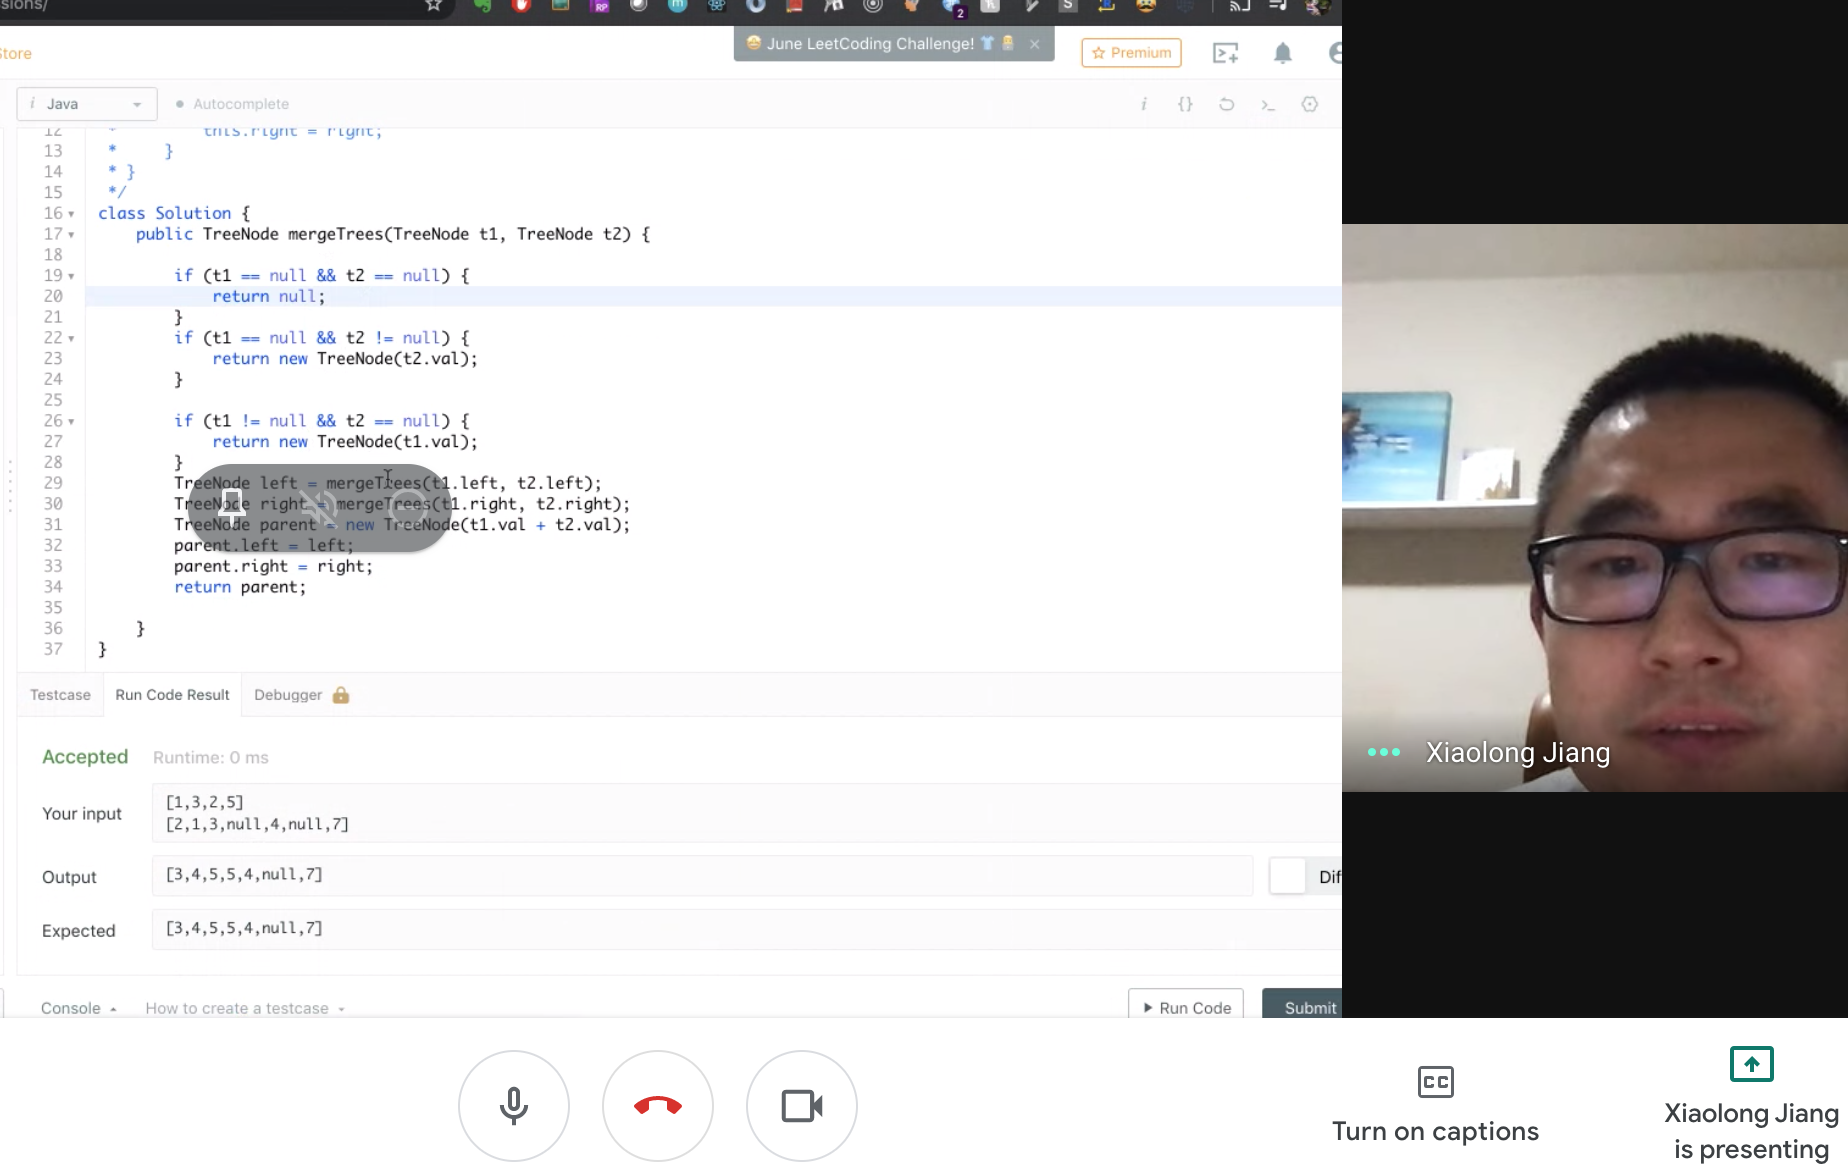 sions/
RP
m
2
S
Store
June LeetCoding Challenge!
Premium
i Java
Autocomplete
i {} >_
12 * this.right = right;
13 * }
14 * }
15 */
16 class Solution {
17 public TreeNode mergeTrees(TreeNode t1, TreeNode t2) {
18
19 if (t1 == null && t2 == null) {
20 return null;
21 }
22 if (t1 == null && t2 != null) {
23 return new TreeNode(t2.val);
24 }
25
26 if (t1 != null && t2 == null) {
27 return new TreeNode(t1.val);
28 }
29 TreeNode left = mergeTrees(t1.left, t2.left);
30 TreeNode right = mergeTrees(t1.right, t2.right);
31 TreeNode parent = new TreeNode(t1.val + t2.val);
32 parent.left = left;
33 parent.right = right;
34 return parent;
35
36 }
37 }
Testcase Run Code Result Debugger
Accepted Runtime: 0 ms
Your input
[1,3,2,5]
[2,1,3,null,4,null,7]
Output
[3,4,5,5,4,null,7]
Dif
Expected
[3,4,5,5,4,null,7]
Console How to create a testcase
Run Code
Submit
Xiaolong Jiang
CC
Turn on captions
Xiaolong Jiang
is presenting